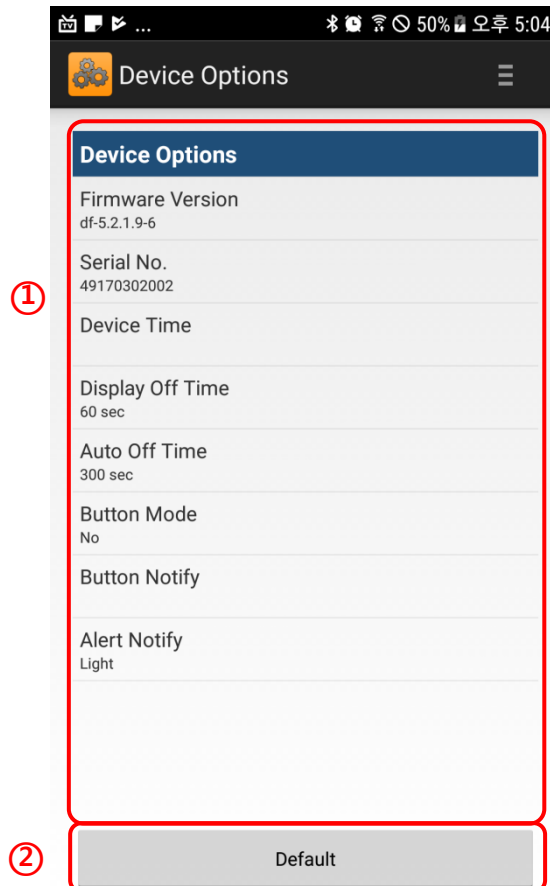 ... 50% 오후 5:04
Device Options
Device Options
Firmware Version
df-5.2.1.9-6
Serial No.
49170302002
①
Device Time
Display Off Time
60 sec
Auto Off Time
300 sec
Button Mode
No
Button Notify
Alert Notify
Light
②
Default